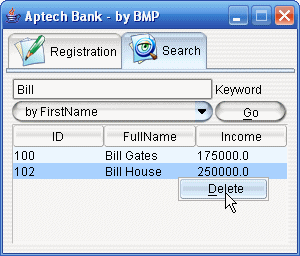 Aptech Bank - by BMP
Registration Search
Bill Keyword
by FirstName Go
ID FullName Income
100 Bill Gates 175000.0
102 Bill House 250000.0
Delete